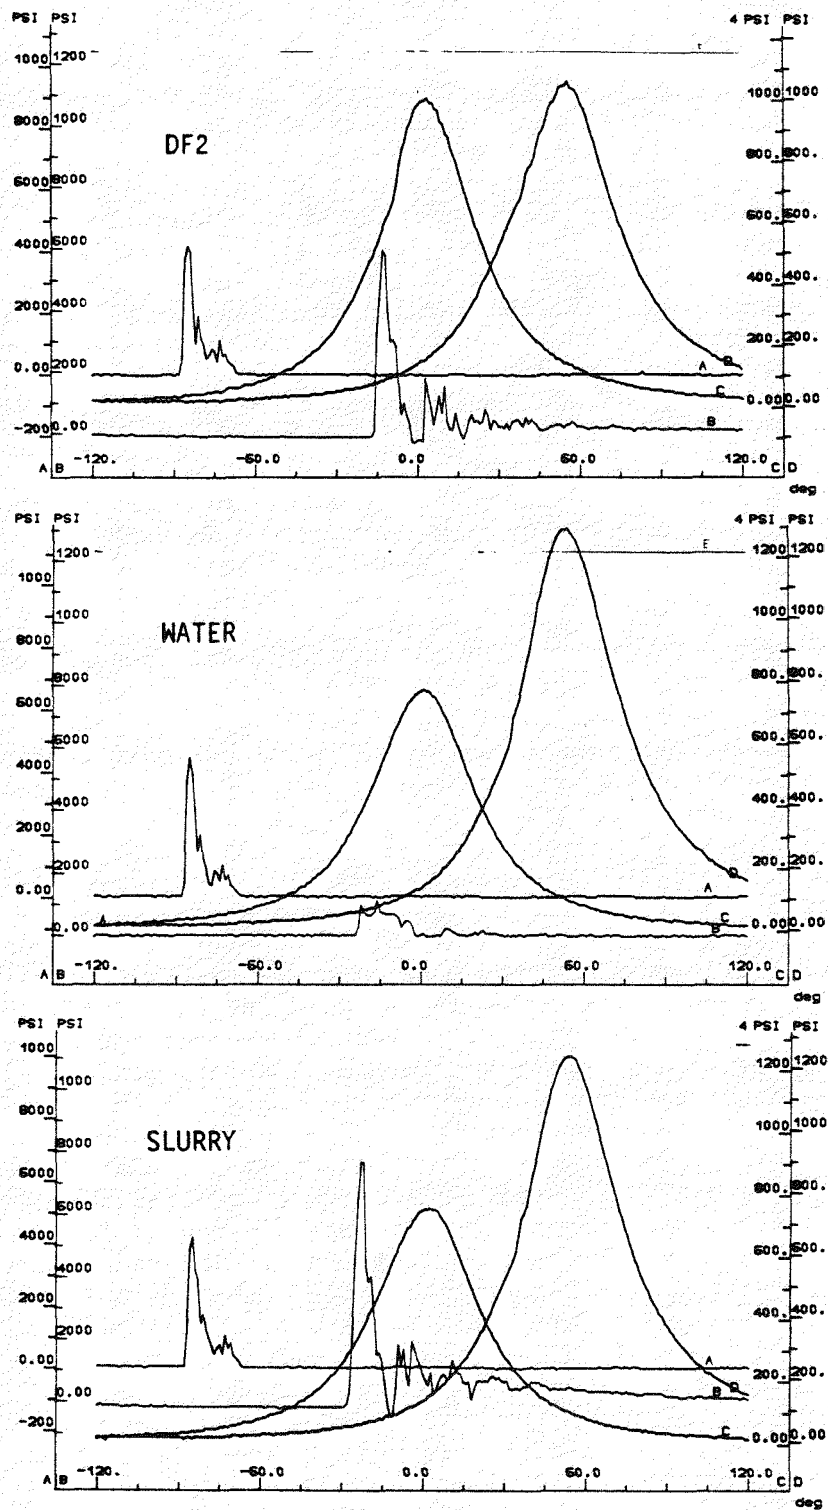 PSI PSI 4 PSI PSI
1000 1200
1000 1000
8000 1000
DF2
800. 800.
6000 8000
600. 600.
4000 6000
400. 400.
2000 4000
200. 200.
0.00 2000
A D
C
0.00 0.00
B
-200 0.00
A B -120. -60.0 0.0 60.0 120.0 C D
deg
PSI PSI 4 PSI PSI
1200 E 1200 1200
1000
1000 1000 1000
WATER
8000
8000 800. 800.
6000
6000 600. 600.
4000
4000 400. 400.
2000
2000 200. 200.
D
0.00 A
A C
0.00 B 0.00 0.00
A B -120. -60.0 0.0 60.0 120.0 C D
deg
PSI PSI 4 PSI PSI
1000
1200 1200
1000
8000
1000 1000
SLURRY
8000
6000
800. 800.
6000
4000
600. 600.
4000
2000
400. 400.
2000
0.00 A
200. 200.
D
B
0.00
-200 C 0.00 0.00
A B -120. -60.0 0.0 60.0 120.0 C D
deg